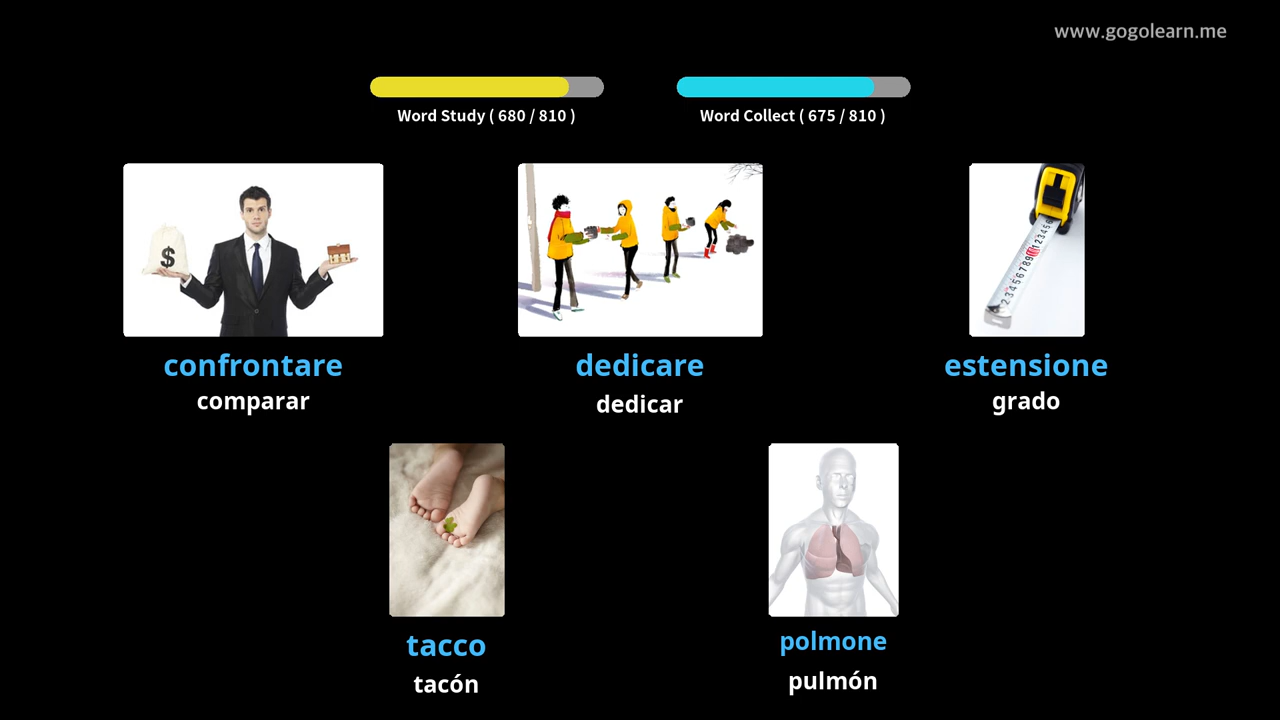 www.gogolearn.me
Word Study ( 680 / 810 )
Word Collect ( 675 / 810 )
$
confrontare
comparar
dedicare
dedicar
estensione
grado
tacco
tacón
polmone
pulmón